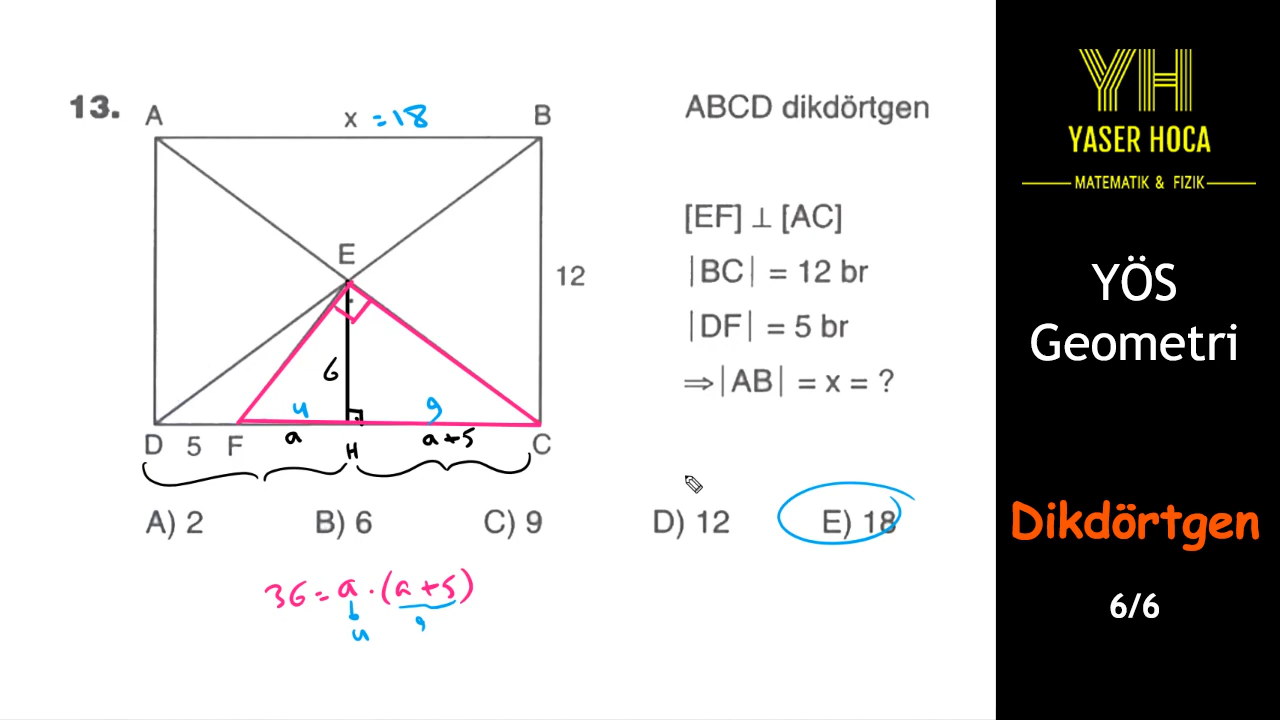 13.
A
x = 18
B
ABCD dikdörtgen
E
[EF] ⊥ [AC]
|BC| = 12 br
12
|DF| = 5 br
6
⇒|AB| = x = ?
4
9
D
5
F
a
H
a+5
C
A) 2
B) 6
C) 9
D) 12
E) 18
36 = a · (a + 5)
4
9
YH
YASER HOCA
MATEMATIK & FIZIK
YÖS
Geometri
Dikdörtgen
6/6